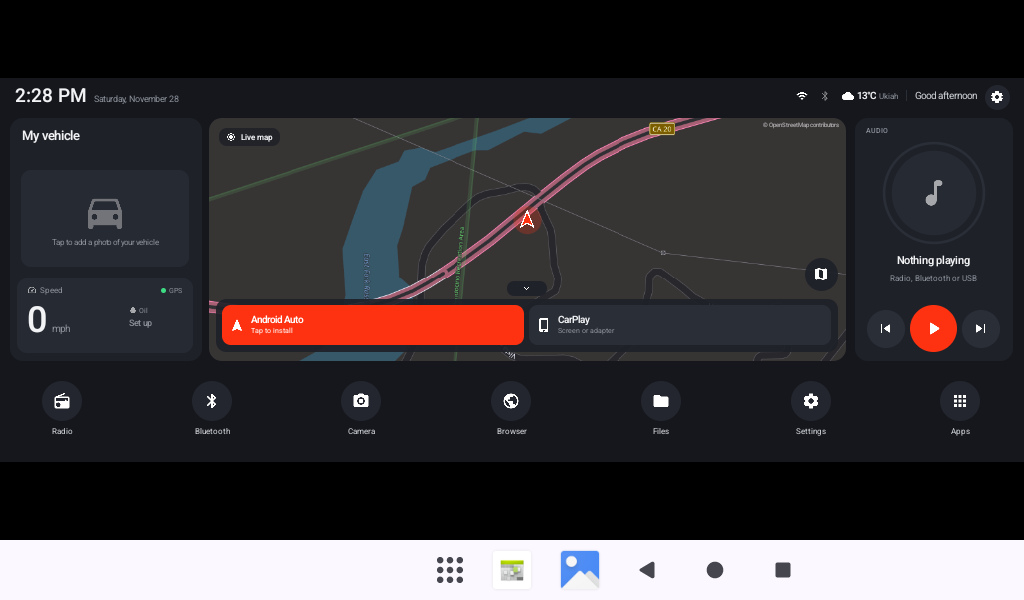 2:28 PM Saturday, November 28
13°C Ukiah
Good afternoon
My vehicle
Tap to add a photo of your vehicle
Speed
GPS
0 mph
Oil
Set up
Live map
CA 20
© OpenStreetMap contributors
Android Auto
Tap to install
CarPlay
Screen or adapter
AUDIO
Nothing playing
Radio, Bluetooth or USB
Radio
Bluetooth
Camera
Browser
Files
Settings
Apps